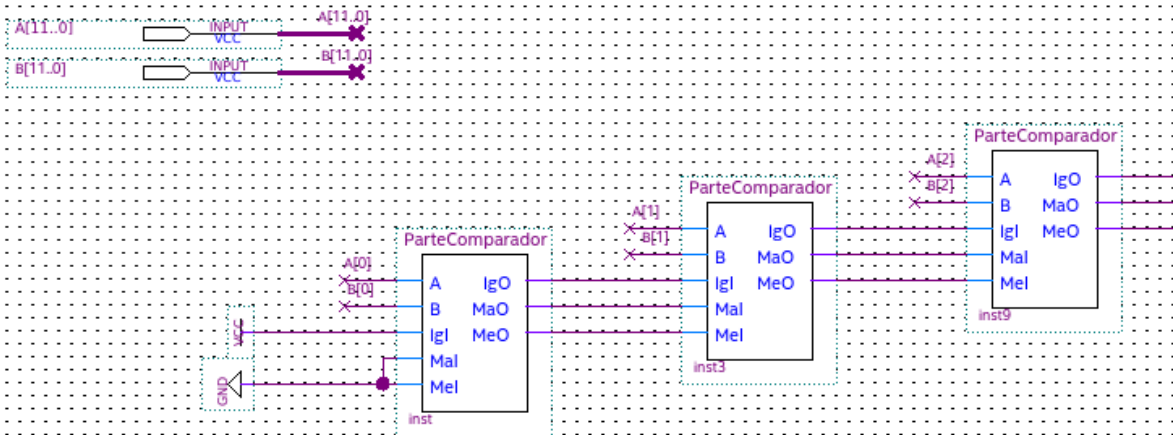 A[11..0]
INPUT
VCC
A[11..0]
B[11..0]
INPUT
VCC
B[11..0]
ParteComparador
A[2]
B[2]
A
IgO
B
MaO
IgI
MeO
MaI
MeI
inst9
ParteComparador
A[1]
B[1]
A
IgO
B
MaO
IgI
MeO
MaI
MeI
inst3
ParteComparador
A[0]
B[0]
A
IgO
B
MaO
IgI
MeO
MaI
MeI
inst
VCC
GND